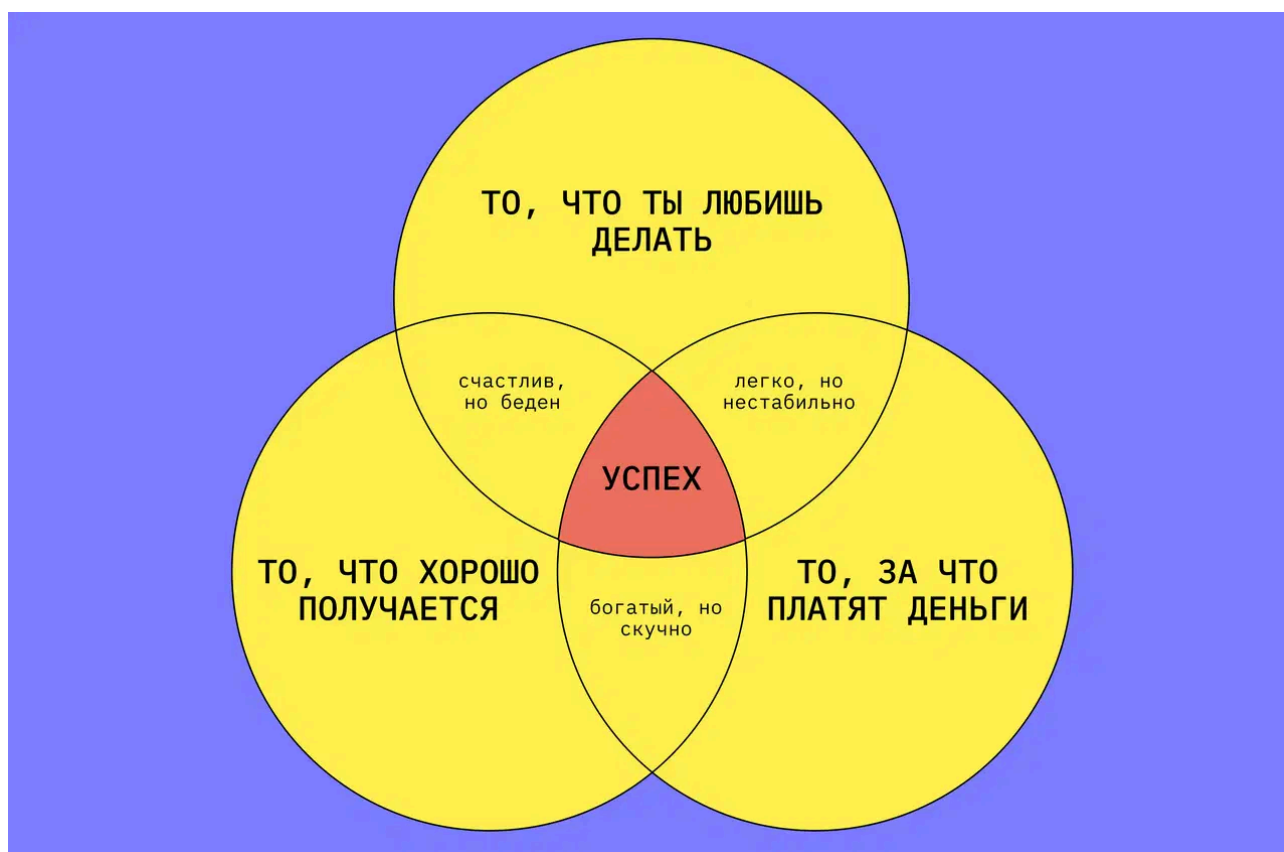 ТО, ЧТО ТЫ ЛЮБИШЬ
ДЕЛАТЬ
счастлив,
но беден
легко, но
нестабильно
УСПЕХ
ТО, ЧТО ХОРОШО
ПОЛУЧАЕТСЯ
ТО, ЗА ЧТО
ПЛАТЯТ ДЕНЬГИ
богатый, но
скучно